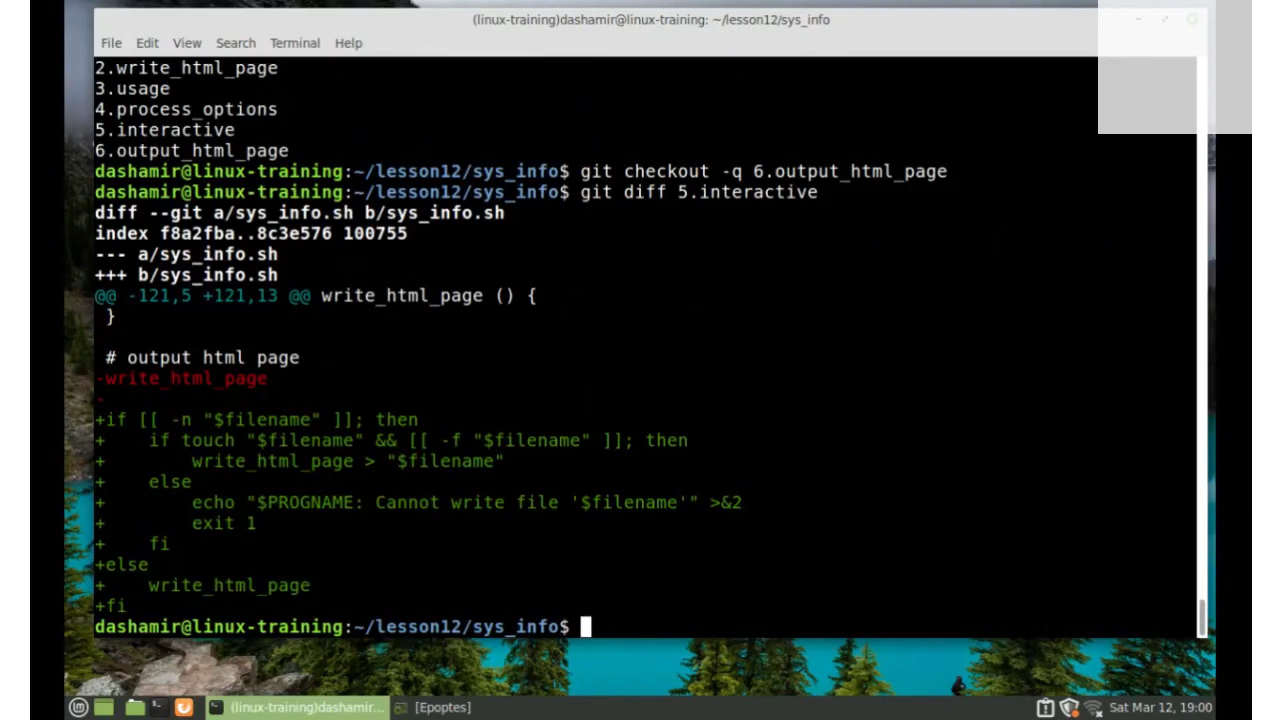 (linux-training)dashamir@linux-training: ~/lesson12/sys_info
File Edit View Search Terminal Help
2.write_html_page
3.usage
4.process_options
5.interactive
6.output_html_page
dashamir@linux-training:~/lesson12/sys_info$ git checkout -q 6.output_html_page
dashamir@linux-training:~/lesson12/sys_info$ git diff 5.interactive
diff --git a/sys_info.sh b/sys_info.sh
index f8a2fba..8c3e576 100755
--- a/sys_info.sh
+++ b/sys_info.sh
@@ -121,5 +121,13 @@ write_html_page () {
 }
 # output html page
-write_html_page
-
+if [[ -n "$filename" ]]; then
+    if touch "$filename" && [[ -f "$filename" ]]; then
+        write_html_page > "$filename"
+    else
+        echo "$PROGNAME: Cannot write file '$filename'" >&2
+        exit 1
+    fi
+else
+    write_html_page
+fi
dashamir@linux-training:~/lesson12/sys_info$
(linux-training)dashamir... [Epoptes] Sat Mar 12, 19:00